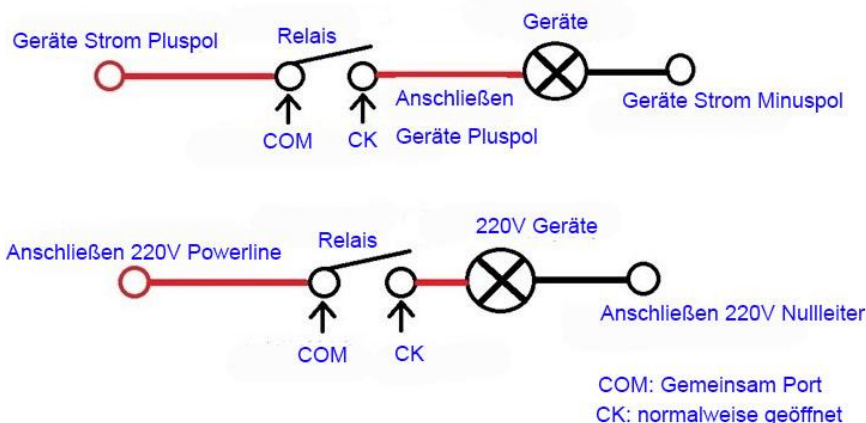 Geräte Strom Pluspol
Relais
Geräte
COM
CK
Anschließen
Geräte Pluspol
Geräte Strom Minuspol
Anschließen 220V Powerline
Relais
220V Geräte
COM
CK
Anschließen 220V Nullleiter
COM: Gemeinsam Port
CK: normalweise geöffnet